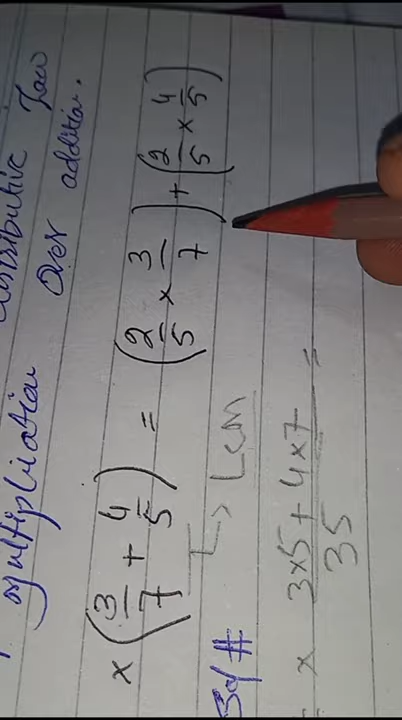 Multiplication Distributive Law
Over addition.
× (3/7 + 4/5) = (2/5 × 3/7) + (2/5 × 4/5)
→ LCM
Sol#
= × 3×5+4×7/35 =